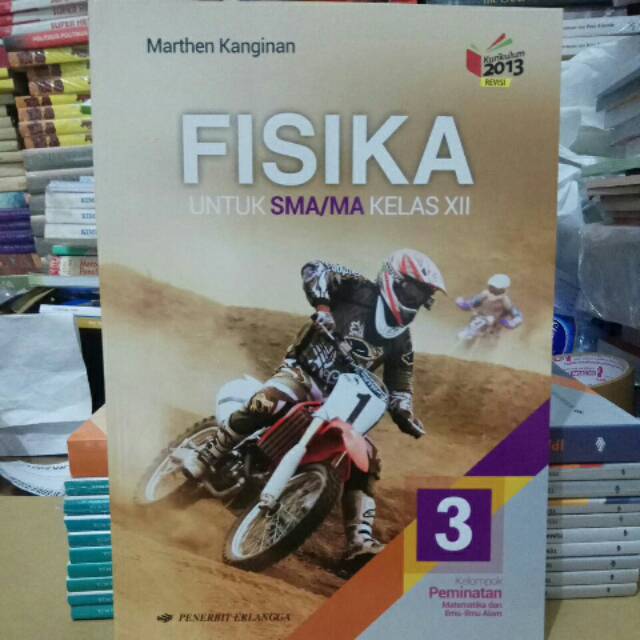 Marthen Kanginan
Kurikulum
2013
REVISI
FISIKA
UNTUK SMA/MA KELAS XII
1
3
Kelompok
Peminatan
Matematika dan
Ilmu-Ilmu Alam
PENERBIT ERLANGGA